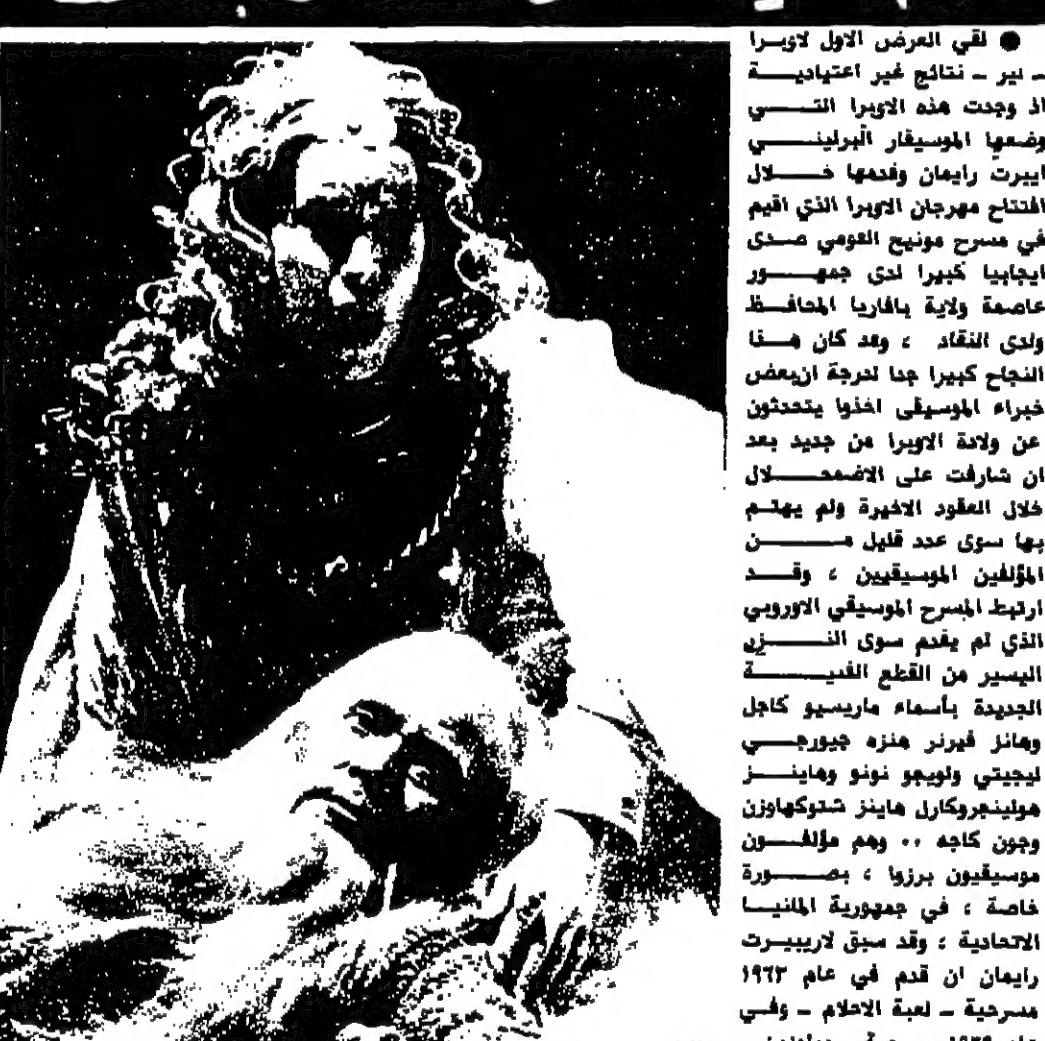 ● لقي العرض الاول لاوبرا
ـ لير ـ نتائج غير اعتيادية
اذ وجدت هذه الاوبرا التي
وضعها الموسيقار البرليني
اييرت رايمان وقدمها خلال
افتتاح مهرجان الاوبرا الذي اقيم
في مسرح مونيخ القومي صدى
ايجابيا كبيرا لدى جمهور
عاصمة ولاية بافاريا المحافظ
ولدى النقاد ، وقد كان هذا
النجاح كبيرا جدا لدرجة ان بعض
خبراء الموسيقى اخذوا يتحدثون
عن ولادة الاوبرا من جديد بعد
ان شارفت على الاضمحلال
خلال العقود الاخيرة ولم يهتم
بها سوى عدد قليل من
المؤلفين الموسيقيين ، وقد
ارتبط المسرح الموسيقي الاوروبي
الذي لم يقدم سوى النزر
اليسير من القطع الفنية
الجديدة بأسماء ماريسيو كاجل
وهانز فيرنر هنزه جيورجي
ليجيتي ولويجو نونو وهاينز
هولينجروكارل هاينز شتوكهاوزن
وجون كاجه .. وهم مؤلفون
موسيقيون برزوا ، بصورة
خاصة ، في جمهورية المانيا
الاتحادية ؛ وقد سبق لاريبيرت
رايمان ان قدم في عام ١٩٦٣
مسرحية ـ لعبة الاحلام ـ وفي